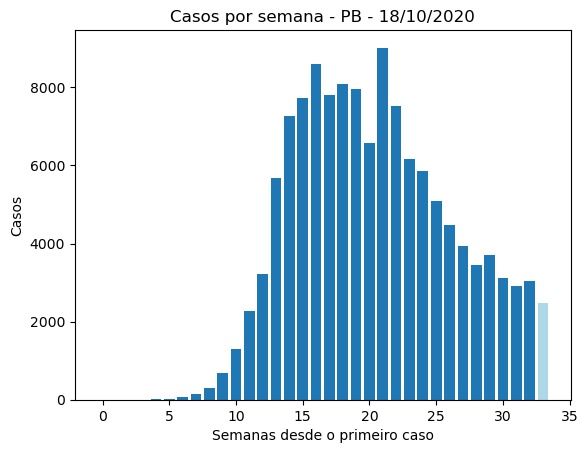 Casos por semana - PB - 18/10/2020
Casos
8000
6000
4000
2000
0
0 5 10 15 20 25 30 35
Semanas desde o primeiro caso